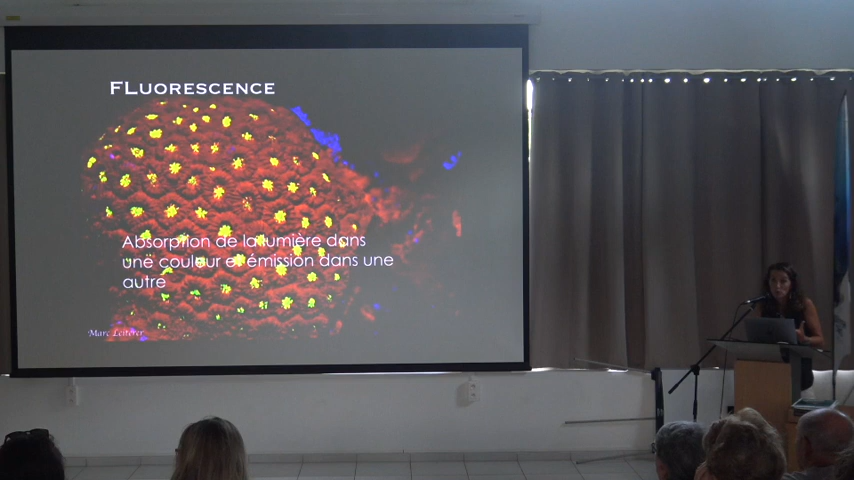 FLUORESCENCE
Absorption de la lumière dans
une couleur et émission dans une
autre
Marc Leiterer